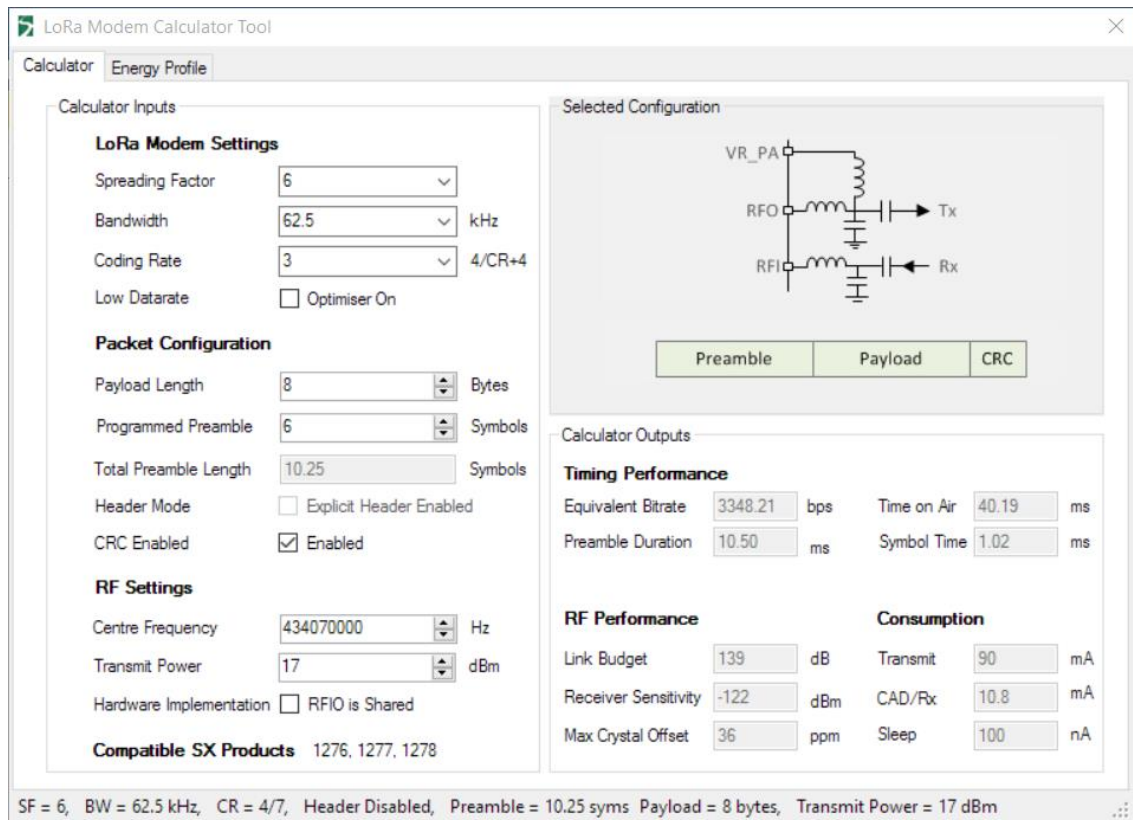 LoRa Modem Calculator Tool
Calculator Energy Profile
Calculator Inputs
LoRa Modem Settings
Spreading Factor 6
Bandwidth 62.5 kHz
Coding Rate 3 4/CR+4
Low Datarate Optimiser On
Packet Configuration
Payload Length 8 Bytes
Programmed Preamble 6 Symbols
Total Preamble Length 10.25 Symbols
Header Mode Explicit Header Enabled
CRC Enabled Enabled
RF Settings
Centre Frequency 434070000 Hz
Transmit Power 17 dBm
Hardware Implementation RFIO is Shared
Compatible SX Products 1276, 1277, 1278
Selected Configuration
VR_PA
RFO Tx
RFI Rx
Preamble Payload CRC
Calculator Outputs
Timing Performance
Equivalent Bitrate 3348.21 bps Time on Air 40.19 ms
Preamble Duration 10.50 ms Symbol Time 1.02 ms
RF Performance Consumption
Link Budget 139 dB Transmit 90 mA
Receiver Sensitivity -122 dBm CAD/Rx 10.8 mA
Max Crystal Offset 36 ppm Sleep 100 nA
SF = 6, BW = 62.5 kHz, CR = 4/7, Header Disabled, Preamble = 10.25 syms Payload = 8 bytes, Transmit Power = 17 dBm